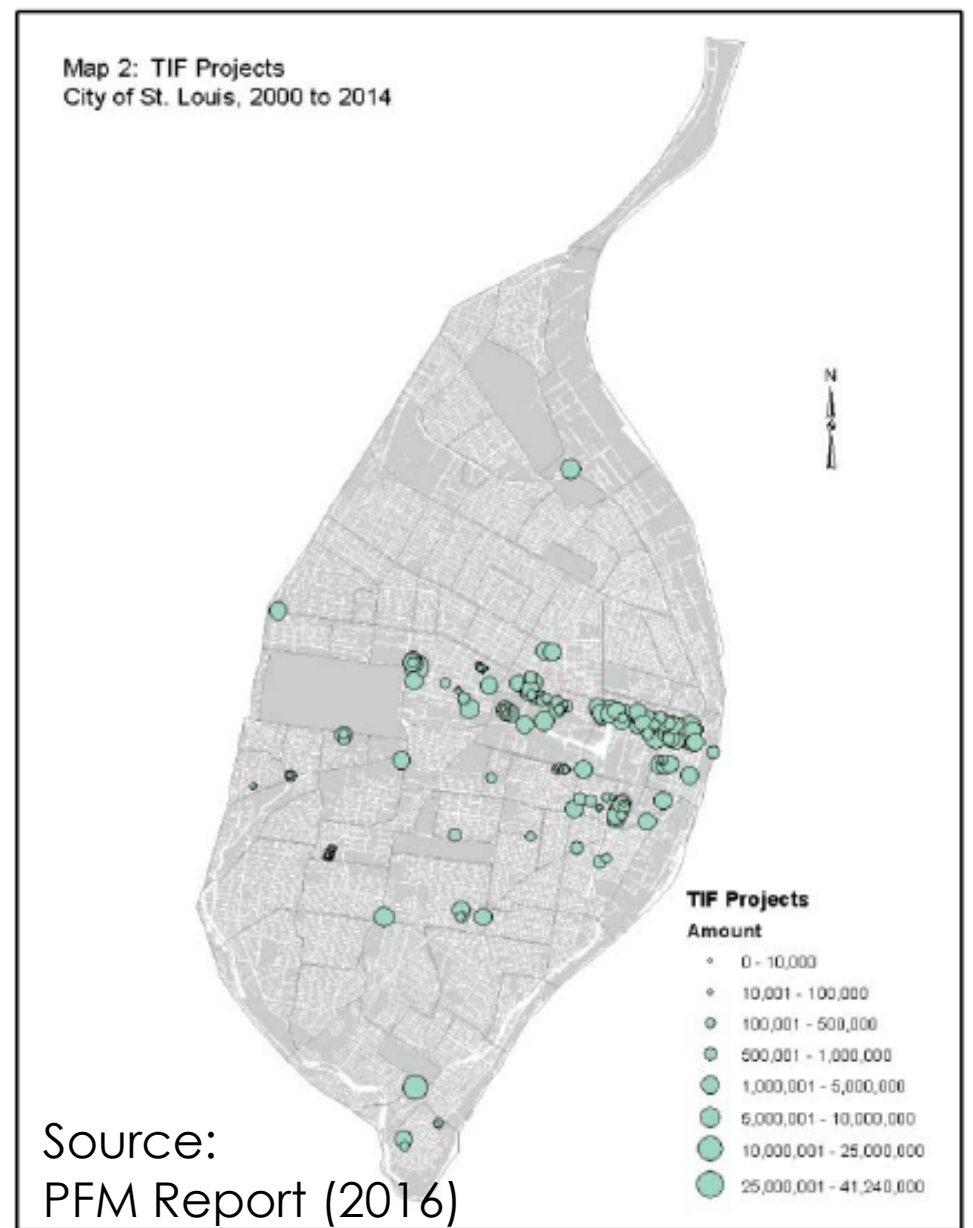 Map 2: TIF Projects
City of St. Louis, 2000 to 2014
N
TIF Projects
Amount
0 - 10,000
10,001 - 100,000
100,001 - 500,000
500,001 - 1,000,000
1,000,001 - 5,000,000
5,000,001 - 10,000,000
10,000,001 - 25,000,000
25,000,001 - 41,240,000
Source:
PFM Report (2016)